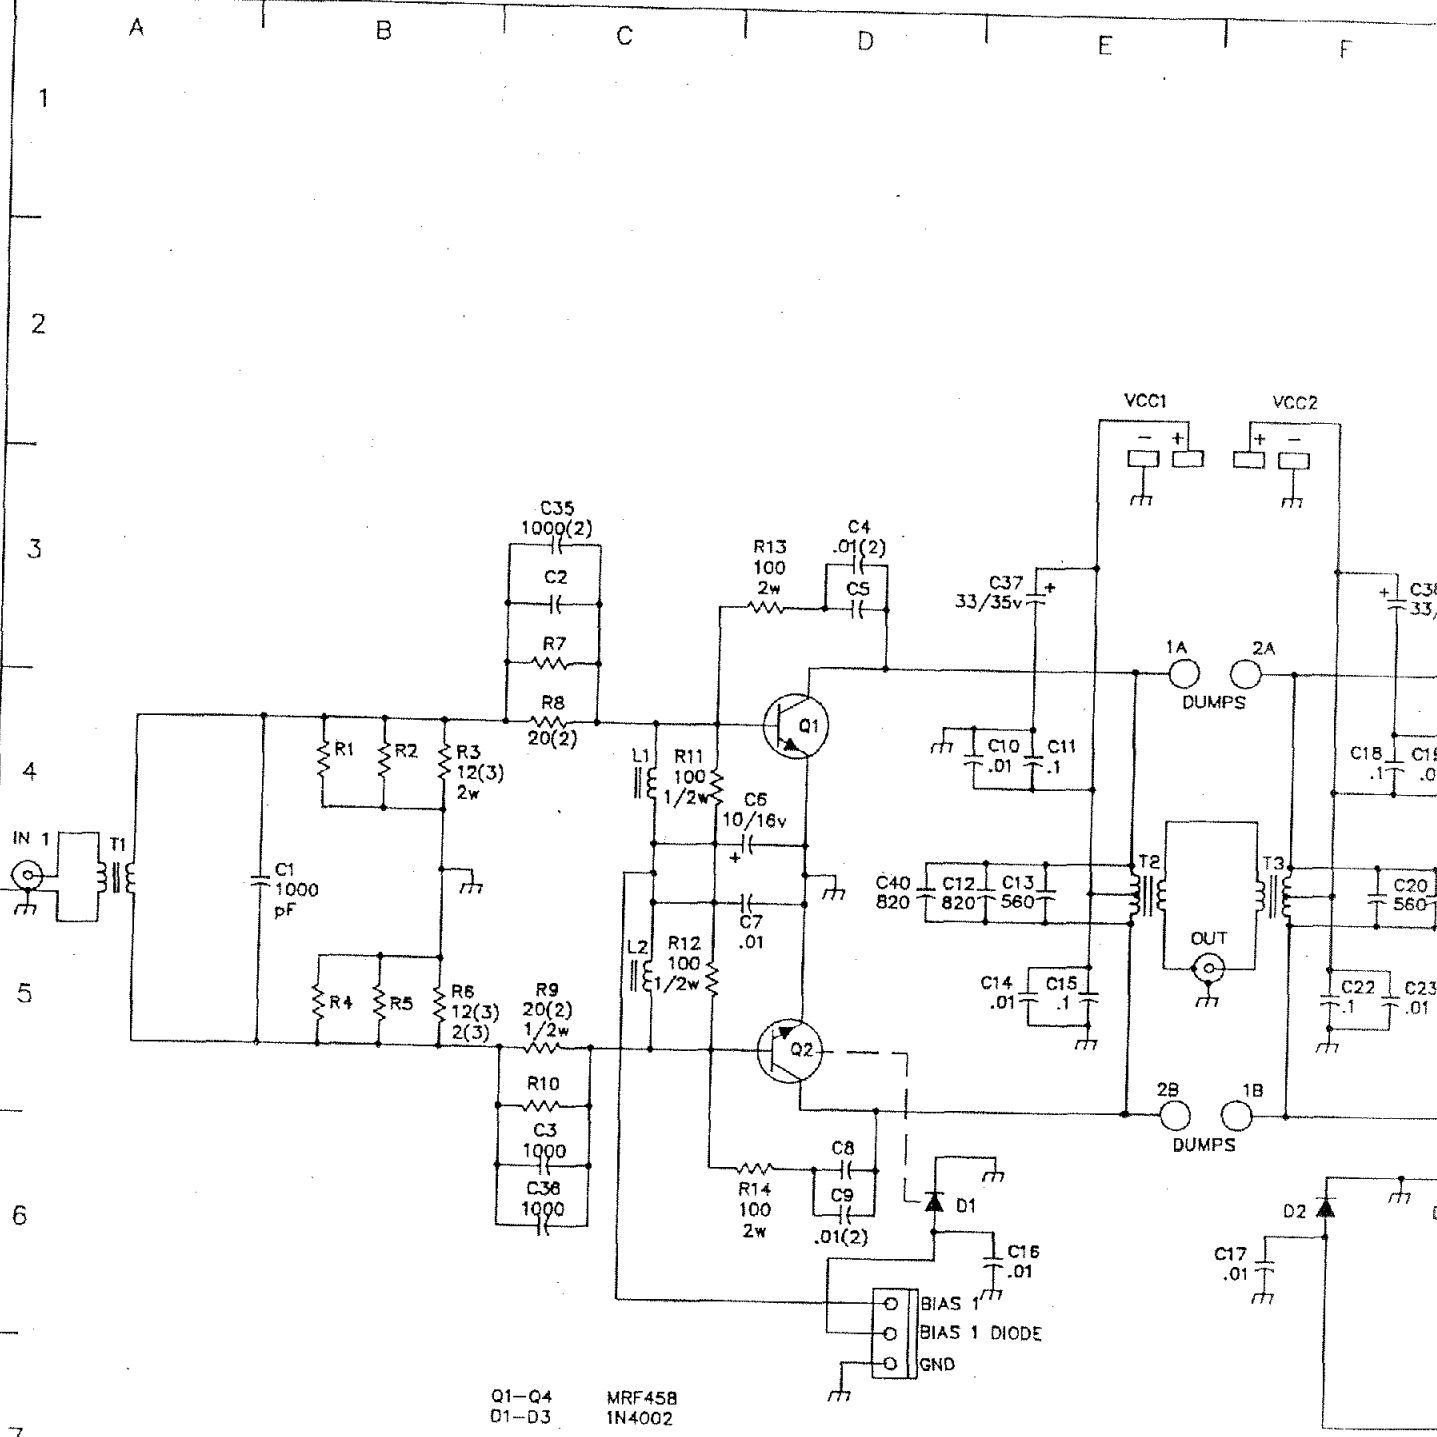 A
B
C
D
E
F
1
2
3
4
5
6
7
VCC1
VCC2
- +
+ -
C35
1000(2)
C2
R7
R8
20(2)
R13
100
2w
C4
.01(2)
C5
C37
33/35v
+
+
33/
1A
2A
DUMPS
Q1
R1
R2
R3
12(3)
2w
L1
R11
100
1/2w
C6
10/16v
+
C10
.01
C11
.1
C18
.1
IN 1
T1
C1
1000
pF
C7
.01
C40
820
C12
820
C13
560
T2
T3
C20
560
OUT
L2
R12
100
1/2w
R4
R5
R6
12(3)
2(3)
R9
20(2)
1/2w
Q2
C14
.01
C15
.1
C22
.1
C23
.01
R10
C3
1000
C36
1000
2B
1B
DUMPS
R14
100
2w
C8
C9
.01(2)
D1
C16
.01
D2
C17
.01
BIAS 1
BIAS 1 DIODE
GND
Q1-Q4 MRF458
D1-D3 1N4002